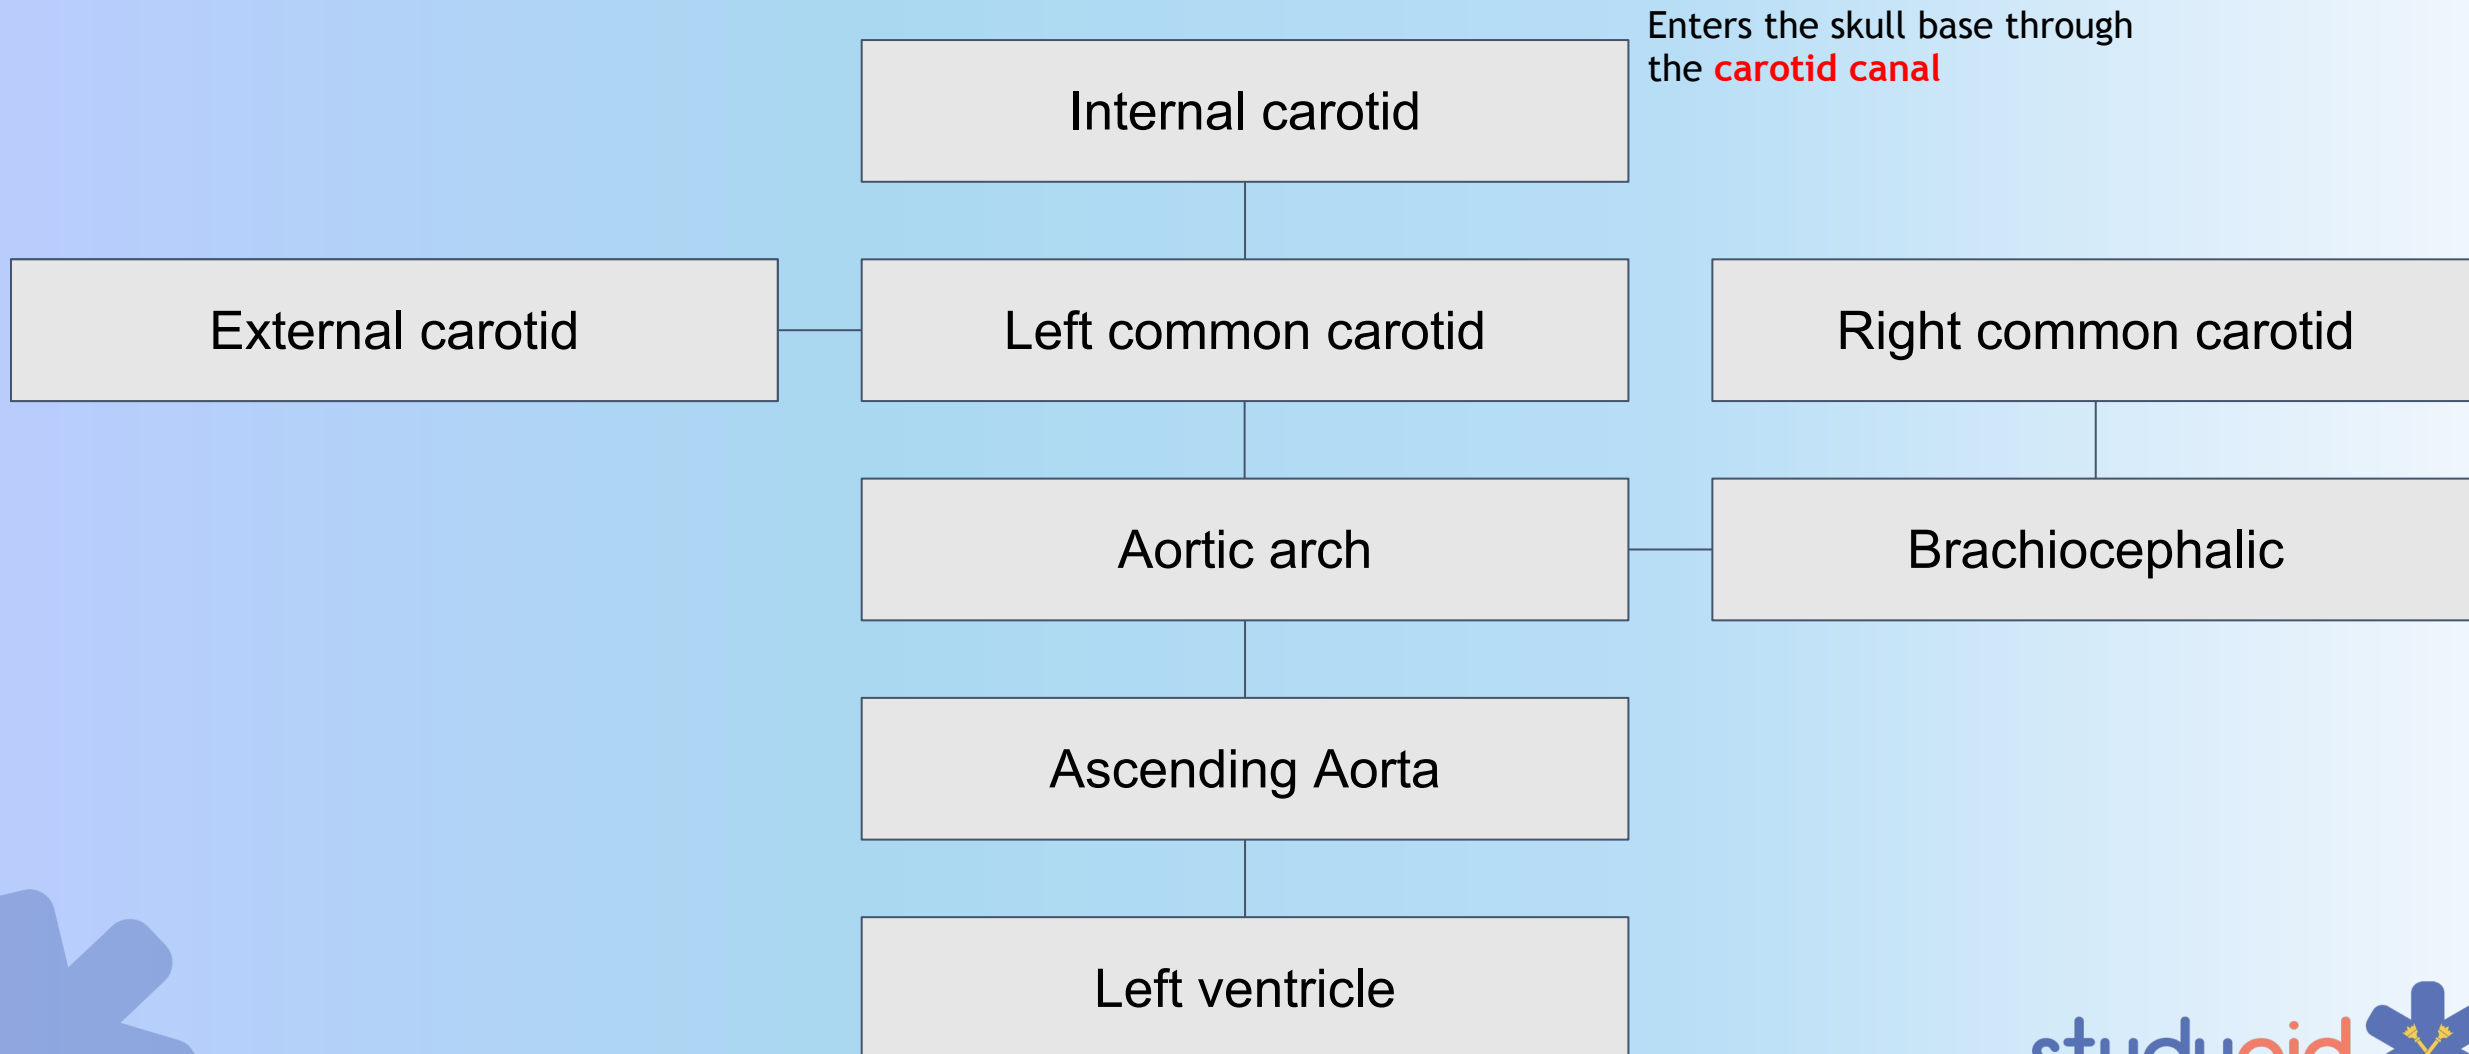 Enters the skull base through
the carotid canal
Internal carotid
External carotid
Left common carotid
Right common carotid
Aortic arch
Brachiocephalic
Ascending Aorta
Left ventricle
studyaid